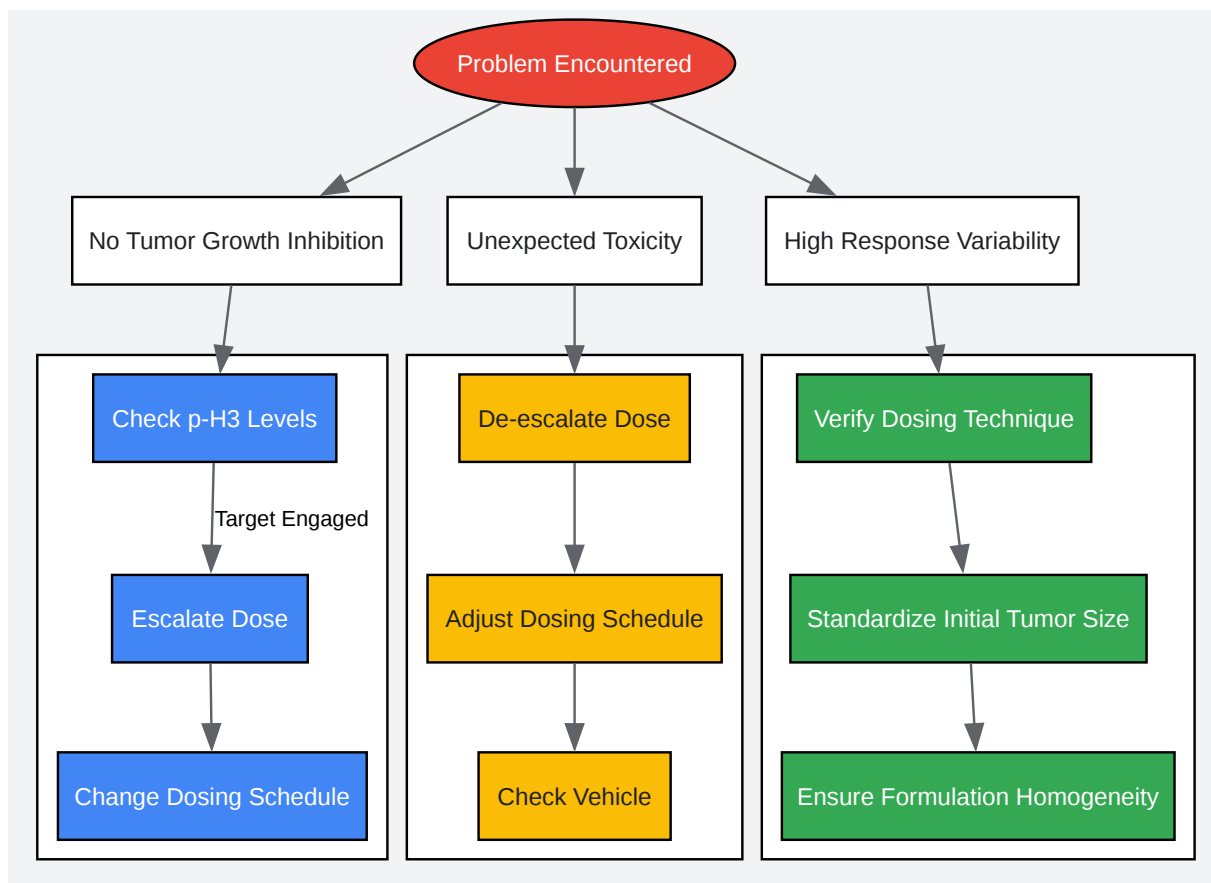 Problem Encountered
No Tumor Growth Inhibition
Unexpected Toxicity
High Response Variability
Check p-H3 Levels
De-escalate Dose
Verify Dosing Technique
Target Engaged
Escalate Dose
Adjust Dosing Schedule
Standardize Initial Tumor Size
Change Dosing Schedule
Check Vehicle
Ensure Formulation Homogeneity